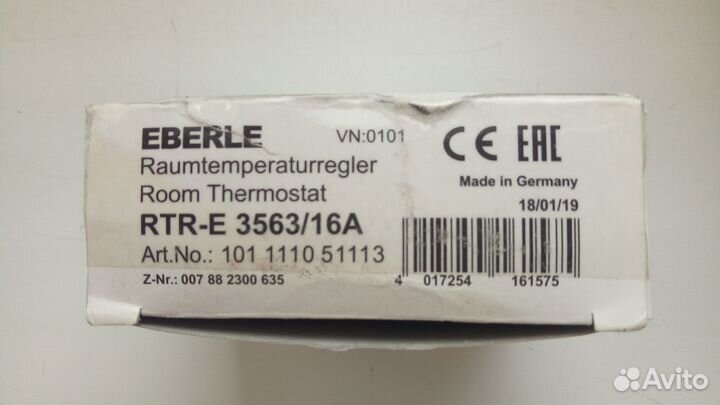 EBERLE VN:0101 CE EAC
Raumtemperaturregler
Room Thermostat
Made in Germany
RTR-E 3563/16A
18/01/19
Art.No.: 101 1110 51113
Z-Nr.: 007 88 2300 635
4 017254 161575
Avito